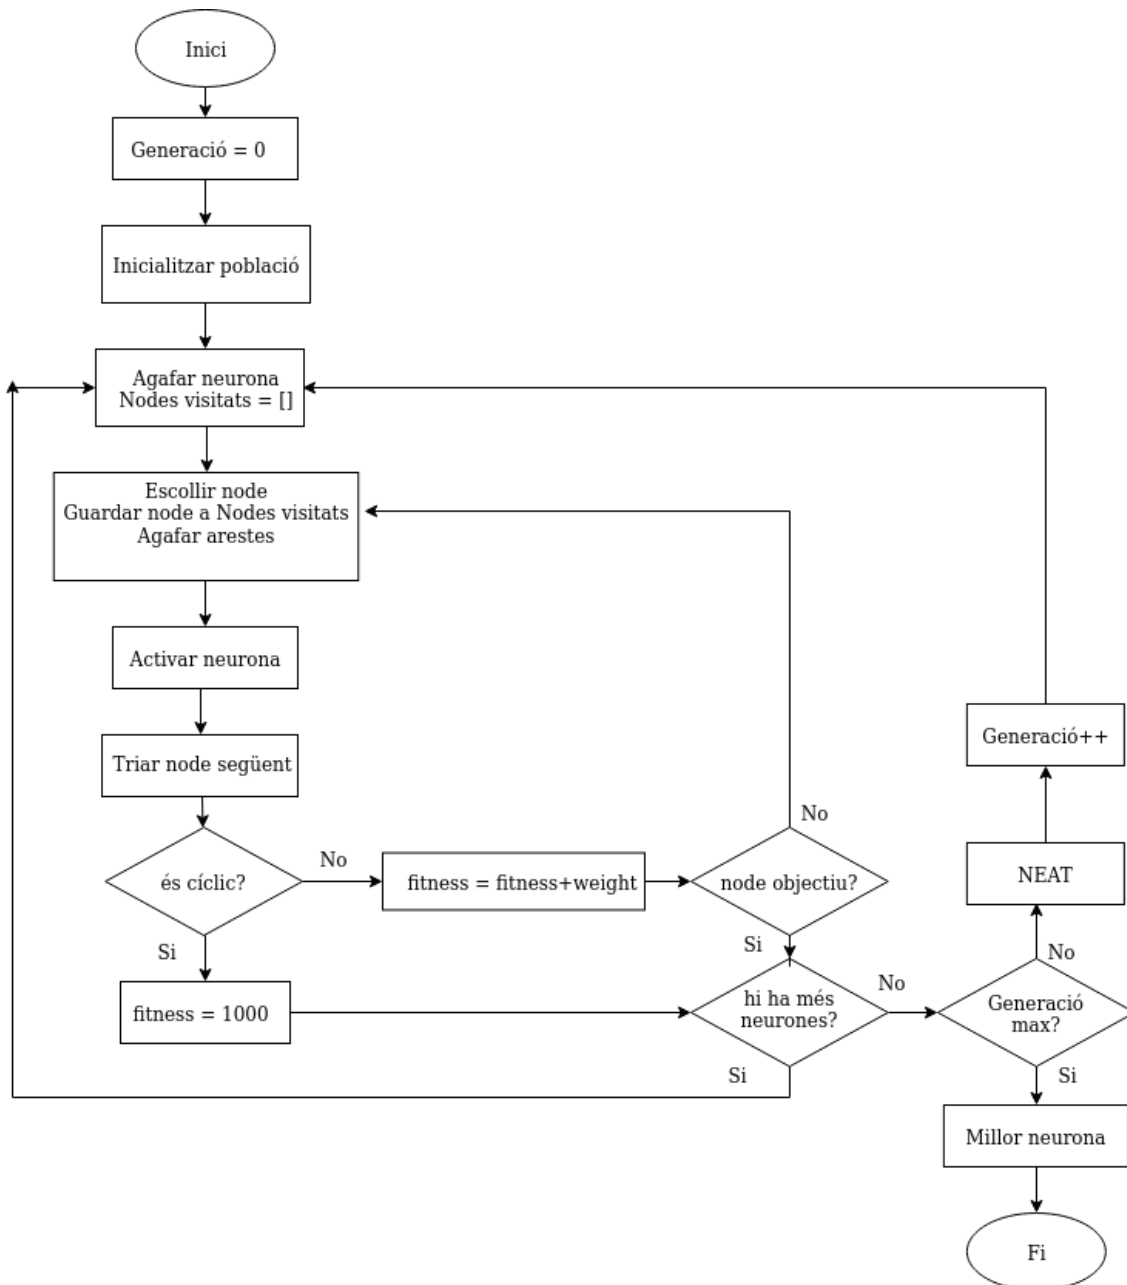 Inici
Generació = 0
Inicialitzar població
Agafar neurona
Nodes visitats = []
Escollir node
Guardar node a Nodes visitats
Agafar arestes
Activar neurona
Triar node següent
és cíclic?
No
Si
fitness = fitness+weight
node objectiu?
No
Si
fitness = 1000
hi ha més
neurones?
No
Si
Generació
max?
No
Si
NEAT
Generació++
Millor neurona
Fi